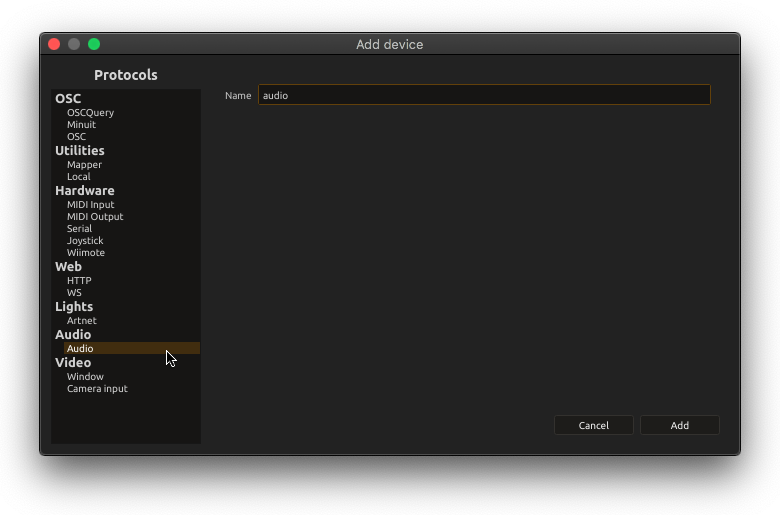 Add device
Protocols
OSC
OSCQuery
Minuit
OSC
Utilities
Mapper
Local
Hardware
MIDI Input
MIDI Output
Serial
Joystick
Wiimote
Web
HTTP
WS
Lights
Artnet
Audio
Audio
Video
Window
Camera input
Name audio
Cancel Add